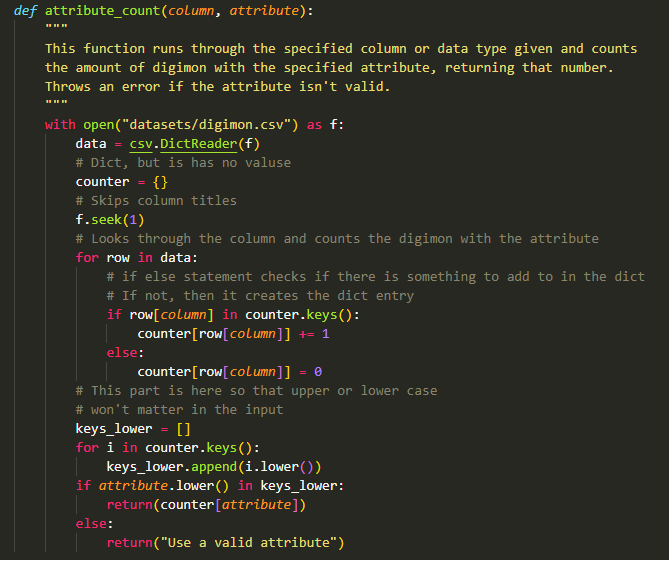 def attribute_count(column, attribute):
    """
    This function runs through the specified column or data type given and counts
    the amount of digimon with the specified attribute, returning that number.
    Throws an error if the attribute isn't valid.
    """
    with open("datasets/digimon.csv") as f:
        data = csv.DictReader(f)
        # Dict, but is has no valuse
        counter = {}
        # Skips column titles
        f.seek(1)
        # Looks through the column and counts the digimon with the attribute
        for row in data:
            # if else statement checks if there is something to add to in the dict
            # If not, then it creates the dict entry
            if row[column] in counter.keys():
                counter[row[column]] += 1
            else:
                counter[row[column]] = 0
        # This part is here so that upper or lower case
        # won't matter in the input
        keys_lower = []
        for i in counter.keys():
            keys_lower.append(i.lower())
        if attribute.lower() in keys_lower:
            return(counter[attribute])
        else:
            return("Use a valid attribute")